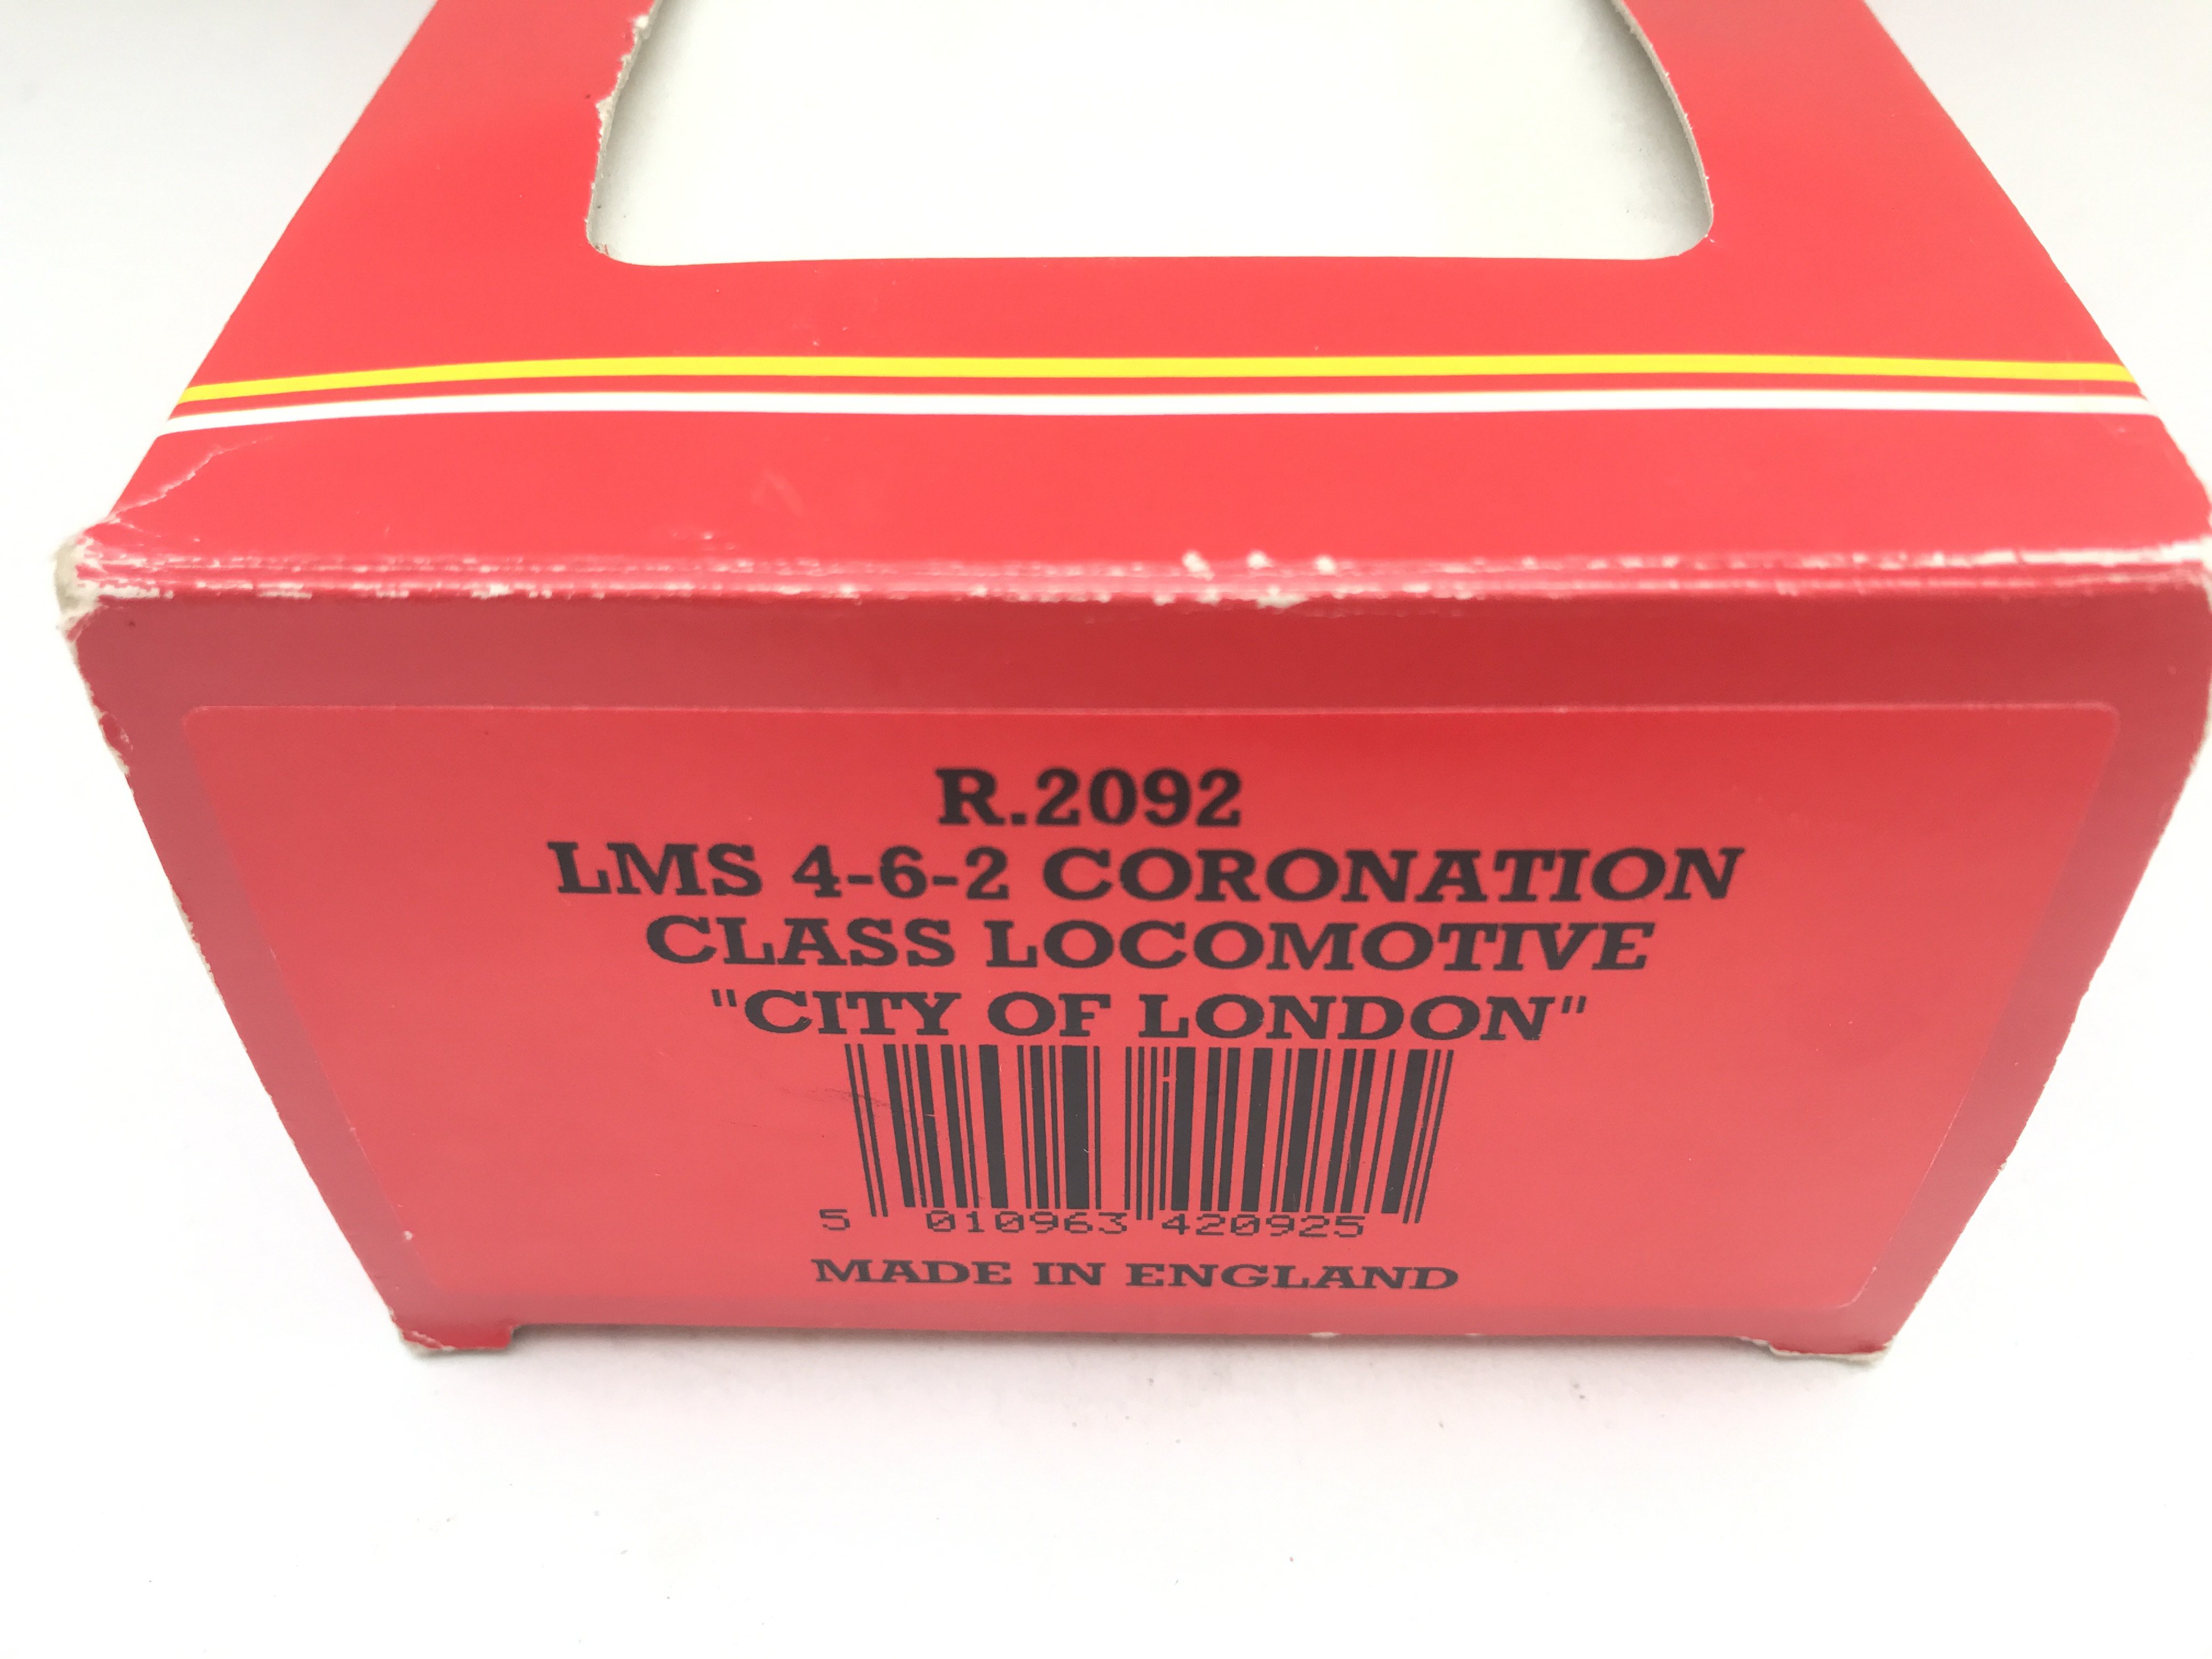 R.2092
LMS 4-6-2 CORONATION
CLASS LOCOMOTIVE
"CITY OF LONDON"
5 010963 420925
MADE IN ENGLAND